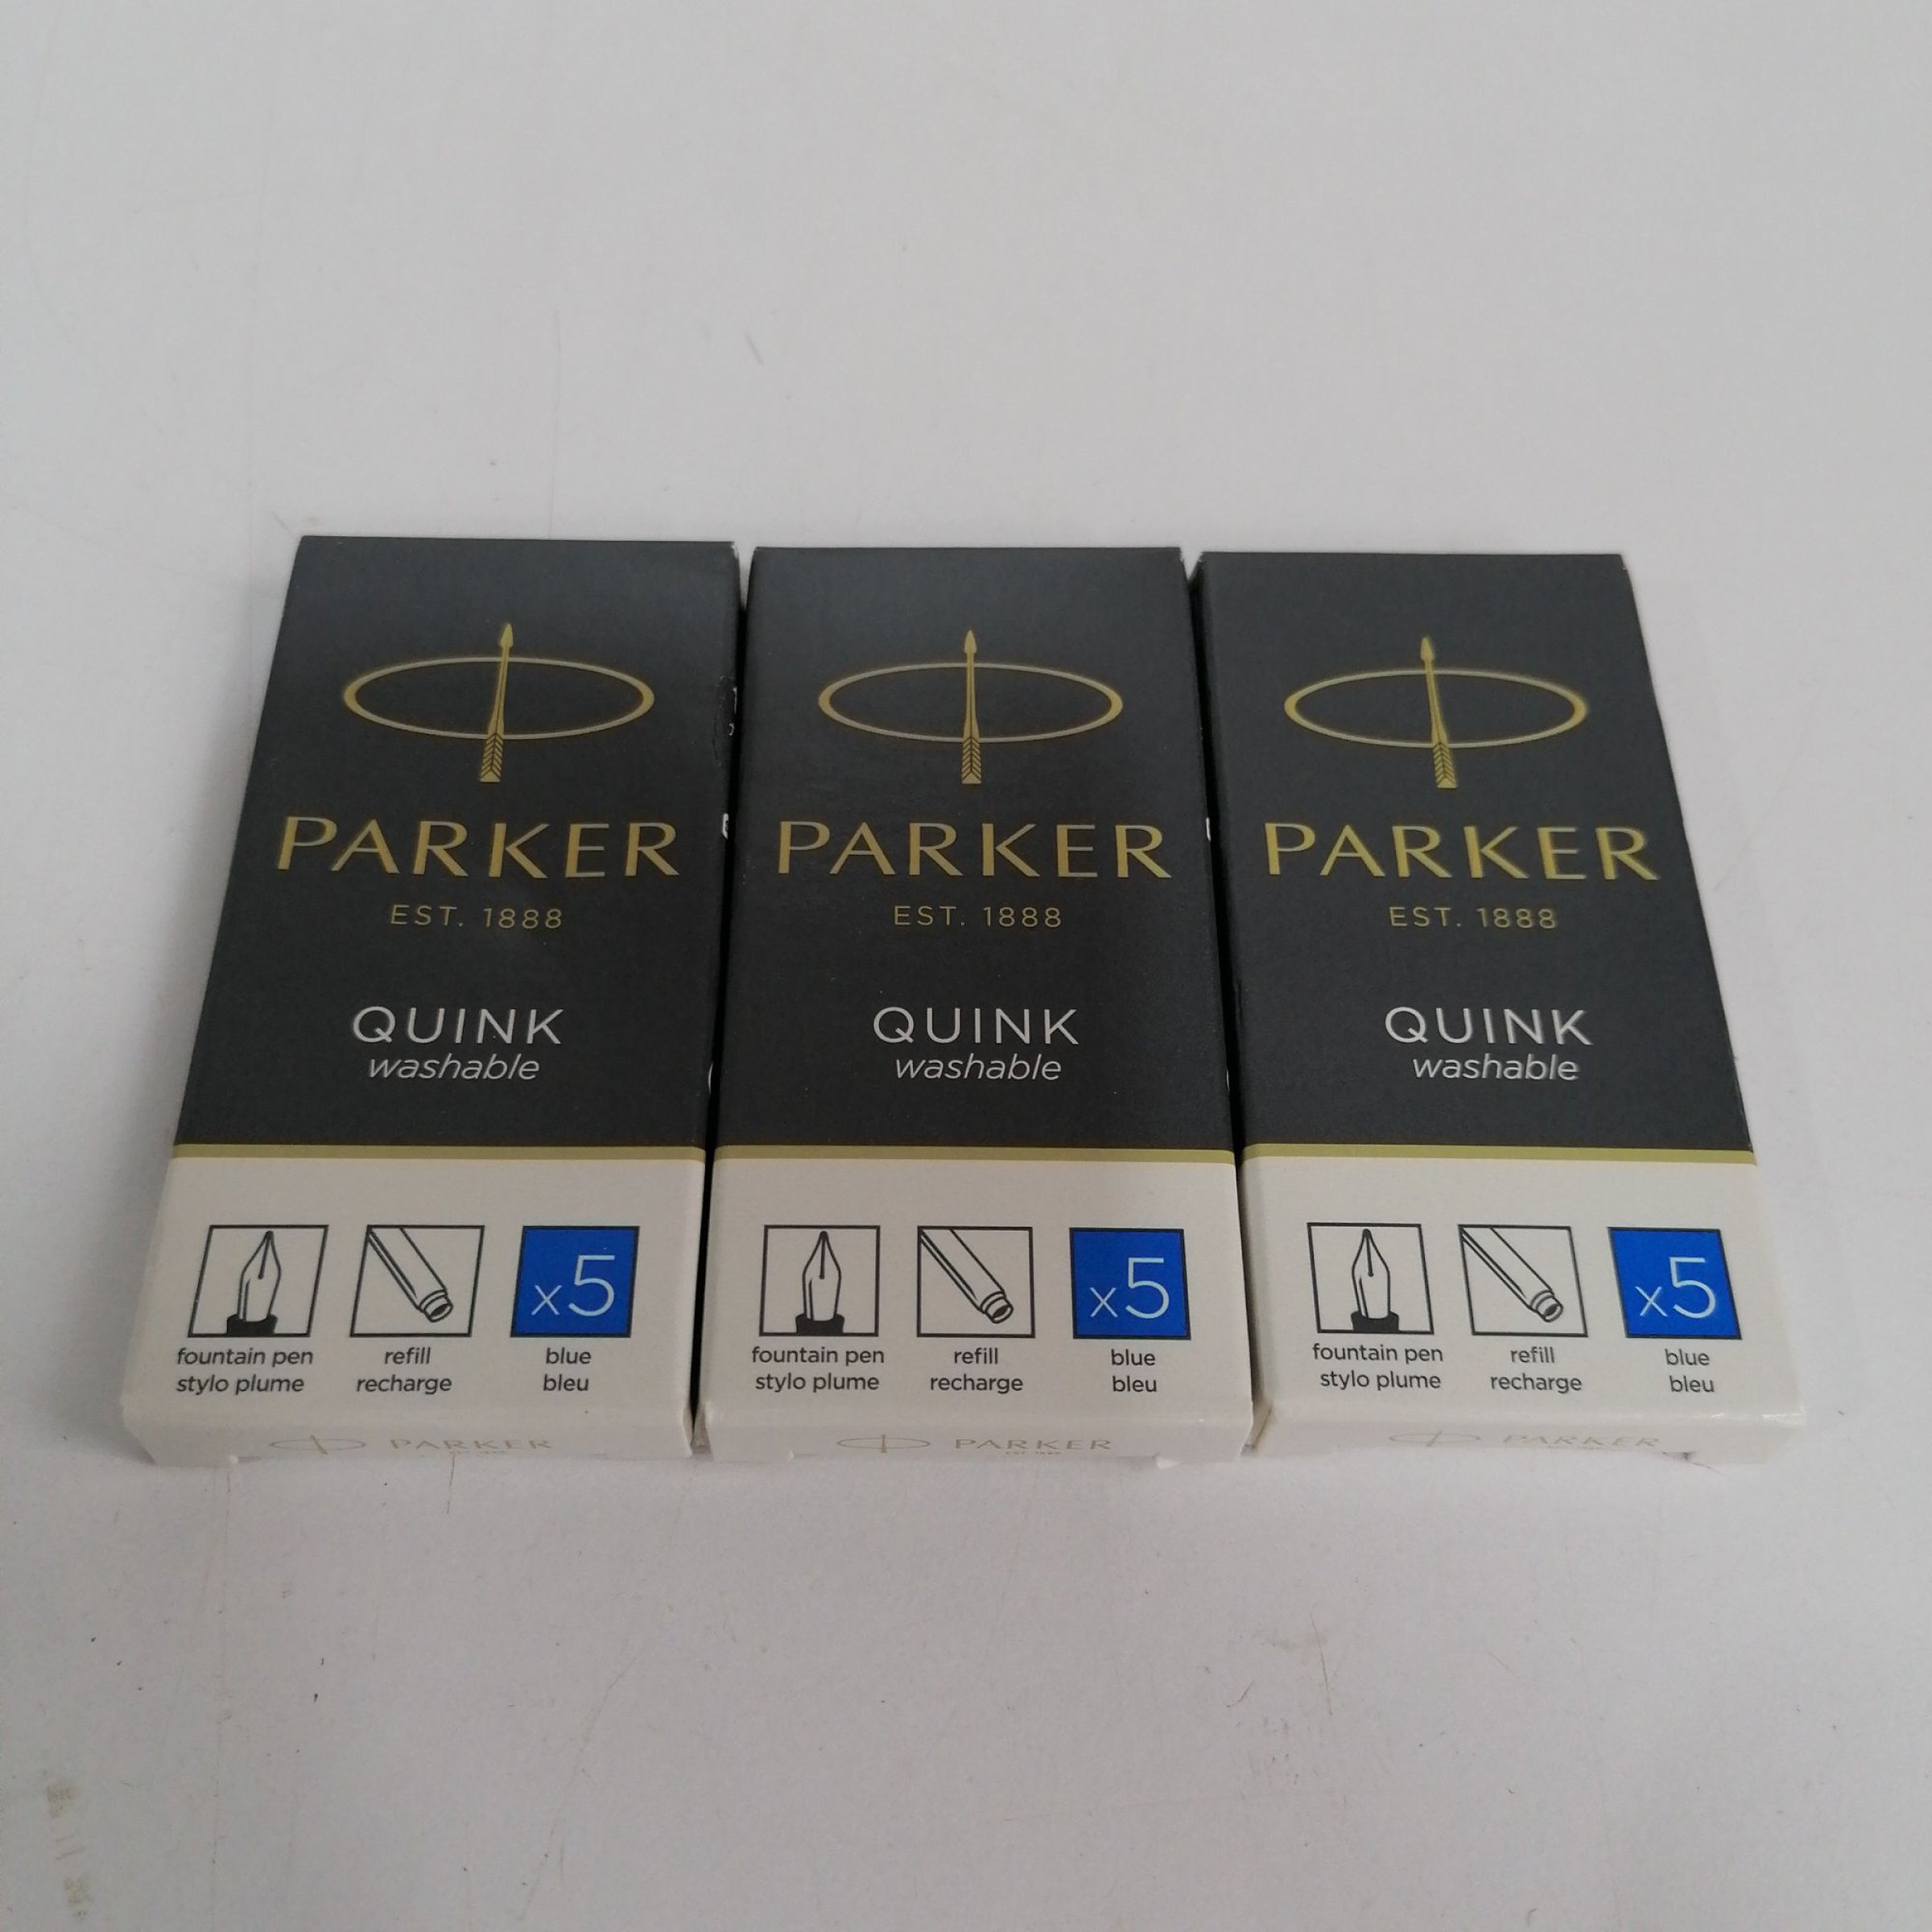 PARKER
EST. 1888
QUINK
washable
x5
fountain pen
stylo plume
refill
recharge
blue
bleu
PARKER
PARKER
EST. 1888
QUINK
washable
x5
fountain pen
stylo plume
refill
recharge
blue
bleu
PARKER
EST. 1888
PARKER
EST. 1888
QUINK
washable
x5
fountain pen
stylo plume
refill
recharge
blue
bleu
PARKER